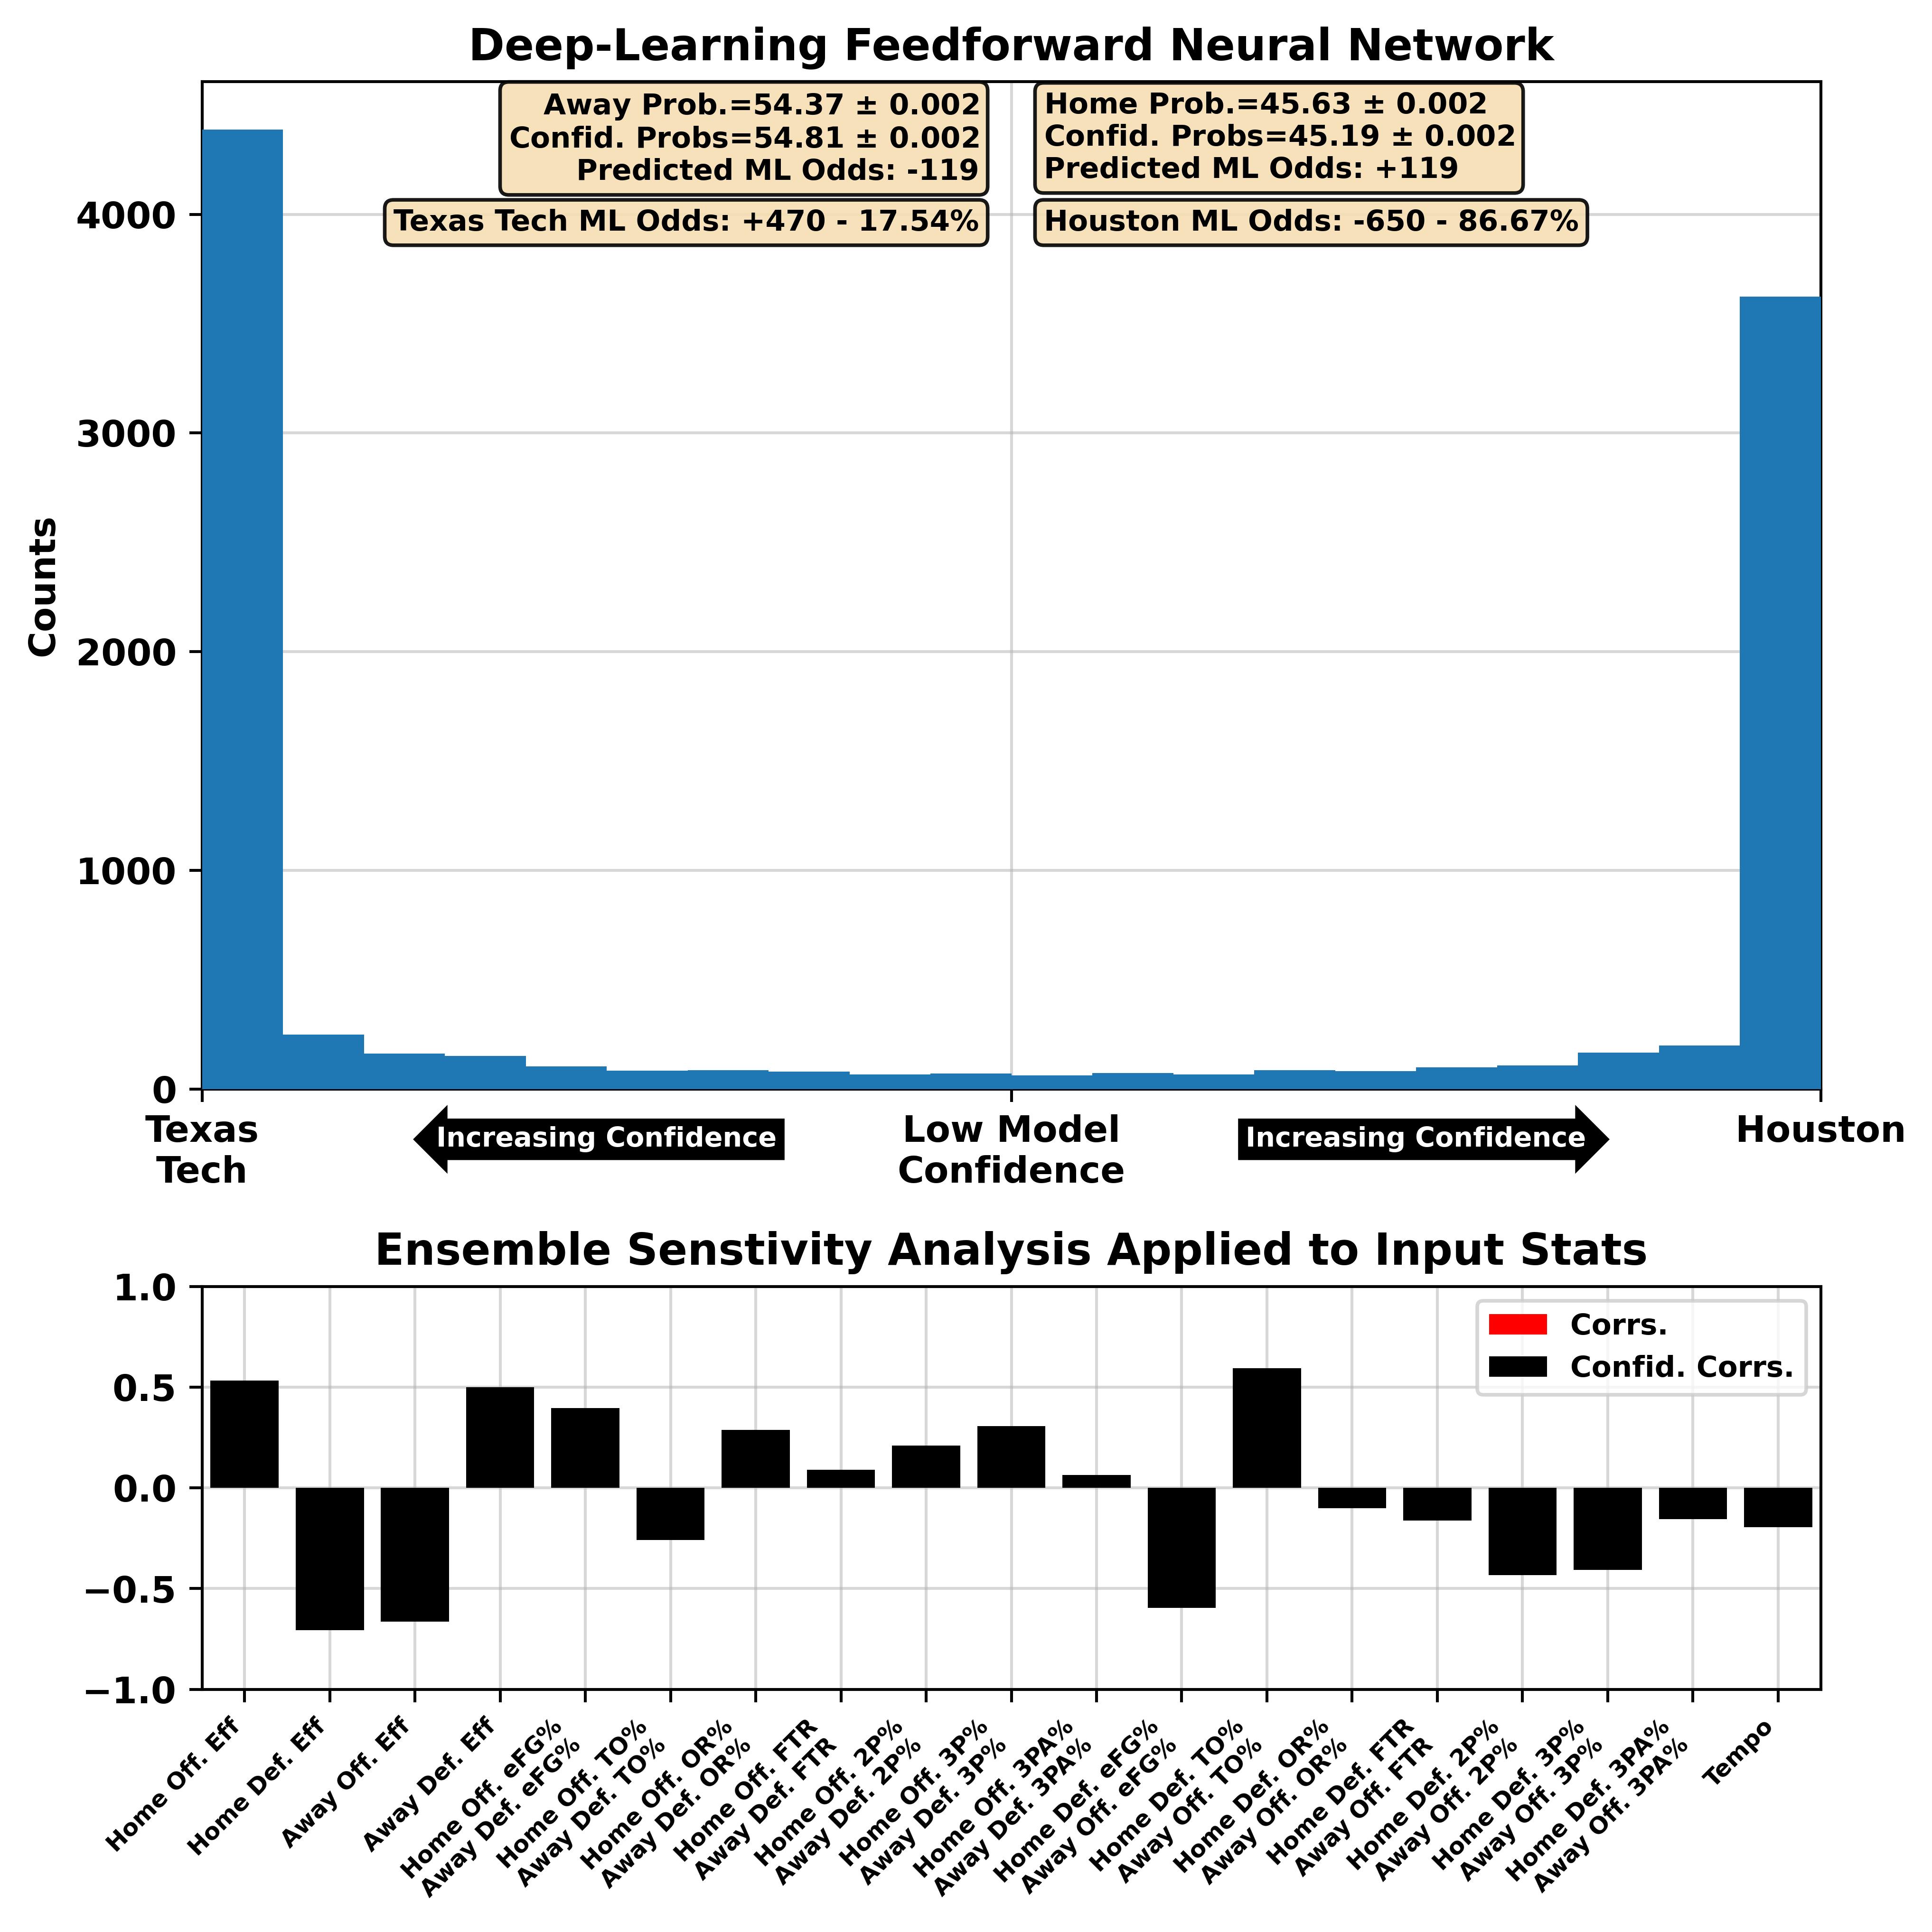 Deep-Learning Feedforward Neural Network
Away Prob.=54.37 ± 0.002
Confid. Probs=54.81 ± 0.002
Predicted ML Odds: -119
Home Prob.=45.63 ± 0.002
Confid. Probs=45.19 ± 0.002
Predicted ML Odds: +119
Texas Tech ML Odds: +470 - 17.54%
Houston ML Odds: -650 - 86.67%
Counts
4000
3000
2000
1000
0
Texas
Tech
Increasing Confidence
Low Model
Confidence
Increasing Confidence
Houston
Ensemble Senstivity Analysis Applied to Input Stats
Corrs.
Confid. Corrs.
1.0
0.5
0.0
−0.5
−1.0
Home Off. Eff
Home Def. Eff
Away Off. Eff
Away Def. Eff
Home Off. eFG%
Away Def. eFG%
Home Off. TO%
Away Def. TO%
Home Off. OR%
Away Def. OR%
Home Off. FTR
Away Def. FTR
Home Off. 2P%
Away Def. 2P%
Home Off. 3P%
Away Def. 3P%
Home Off. 3PA%
Away Def. 3PA%
Home Def. eFG%
Away Off. eFG%
Home Def. TO%
Away Off. TO%
Home Def. OR%
Away Off. OR%
Home Def. FTR
Away Off. FTR
Home Def. 2P%
Away Off. 2P%
Home Def. 3P%
Away Off. 3P%
Home Def. 3PA%
Away Off. 3PA%
Tempo